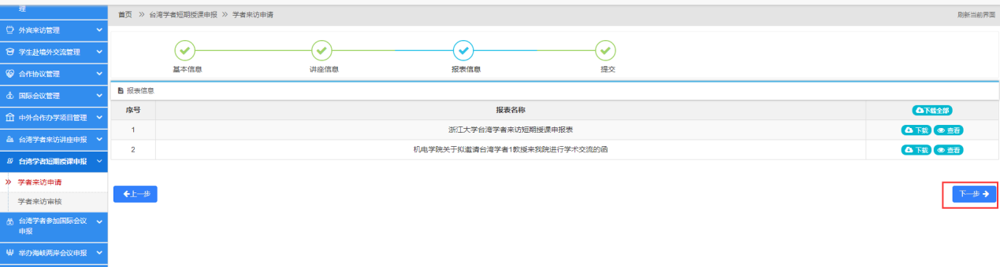 理
首页 >> 台湾学者短期授课申报 >> 学者来访申请
刷新当前界面
外宾来访管理
学生赴境外交流管理
合作协议管理
国际会议管理
中外合作办学项目管理
台湾学者来访讲座申报
台湾学者短期授课申报
学者来访申请
学者来访审核
台湾学者参加国际会议
申报
举办海峡两岸会议申报
基本信息
讲座信息
报表信息
提交
报表信息
序号 报表名称 下载全部
1 浙江大学台湾学者来访短期授课申报表 下载 查看
2 机电学院关于拟邀请台湾学者1教授来我院进行学术交流的函 下载 查看
上一步
下一步